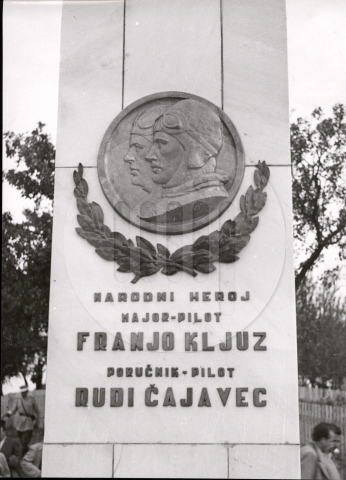 NARODNI HEROJ
MAJOR-PILOT
FRANJO KLJUZ
PORUČNIK-PILOT
RUDI ČAJAVEC